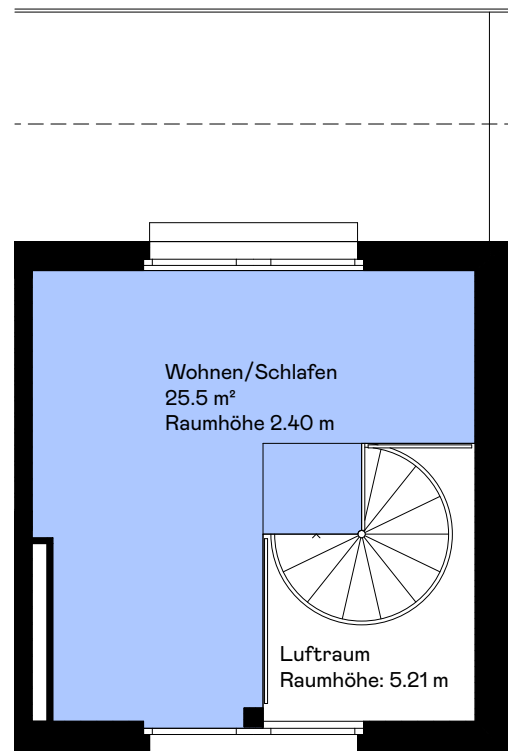 Wohnen/Schlafen
25.5 m²
Raumhöhe 2.40 m
Luftraum
Raumhöhe: 5.21 m